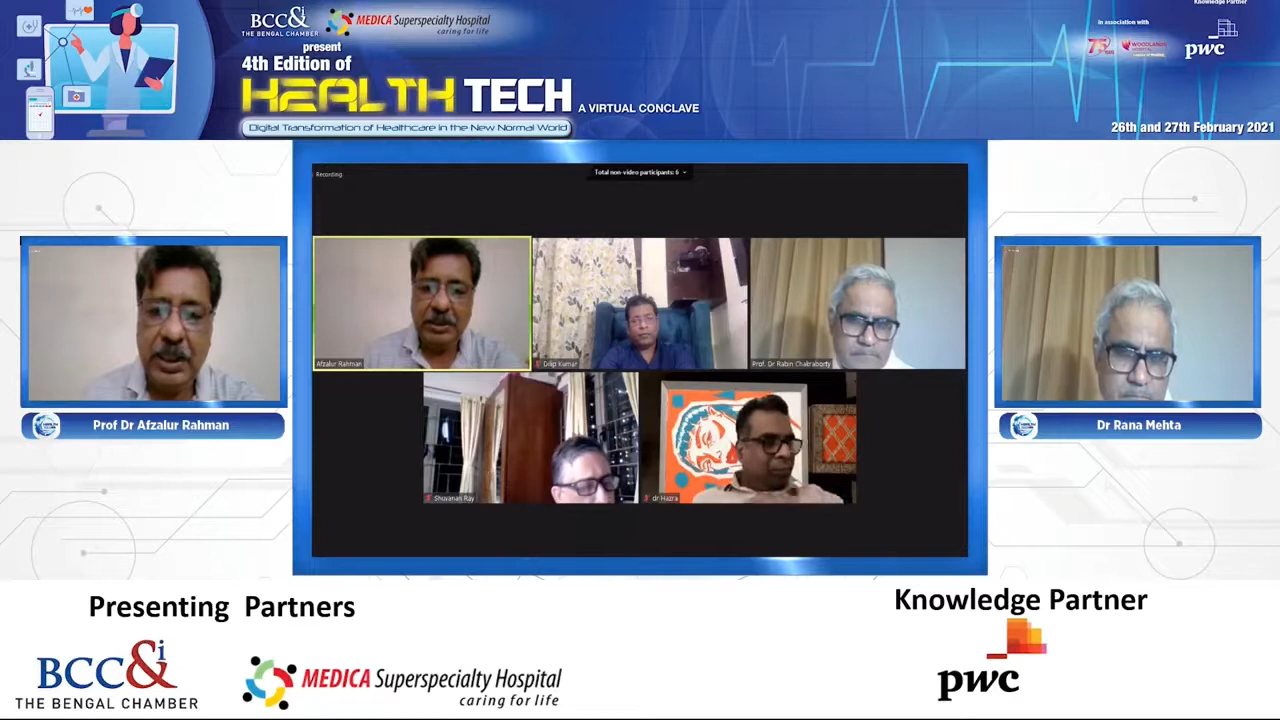 BCC&i
THE BENGAL CHAMBER
MEDICA Superspecialty Hospital
caring for life
present
4th Edition of
HEALTH TECH
A VIRTUAL CONCLAVE
Digital Transformation of Healthcare in the New Normal World
Knowledge Partner
In association with
75
WOODLANDS
pwc
26th and 27th February 2021
Recording
Total non-video participants: 6
Afzalur Rahman
Dilip Kumar
Prof. Dr Rabin Chakraborty
Shuvanan Ray
dr Hazra
Prof Dr Afzalur Rahman
Dr Rana Mehta
Presenting Partners
BCC&i
THE BENGAL CHAMBER
MEDICA Superspecialty Hospital
caring for life
Knowledge Partner
pwc